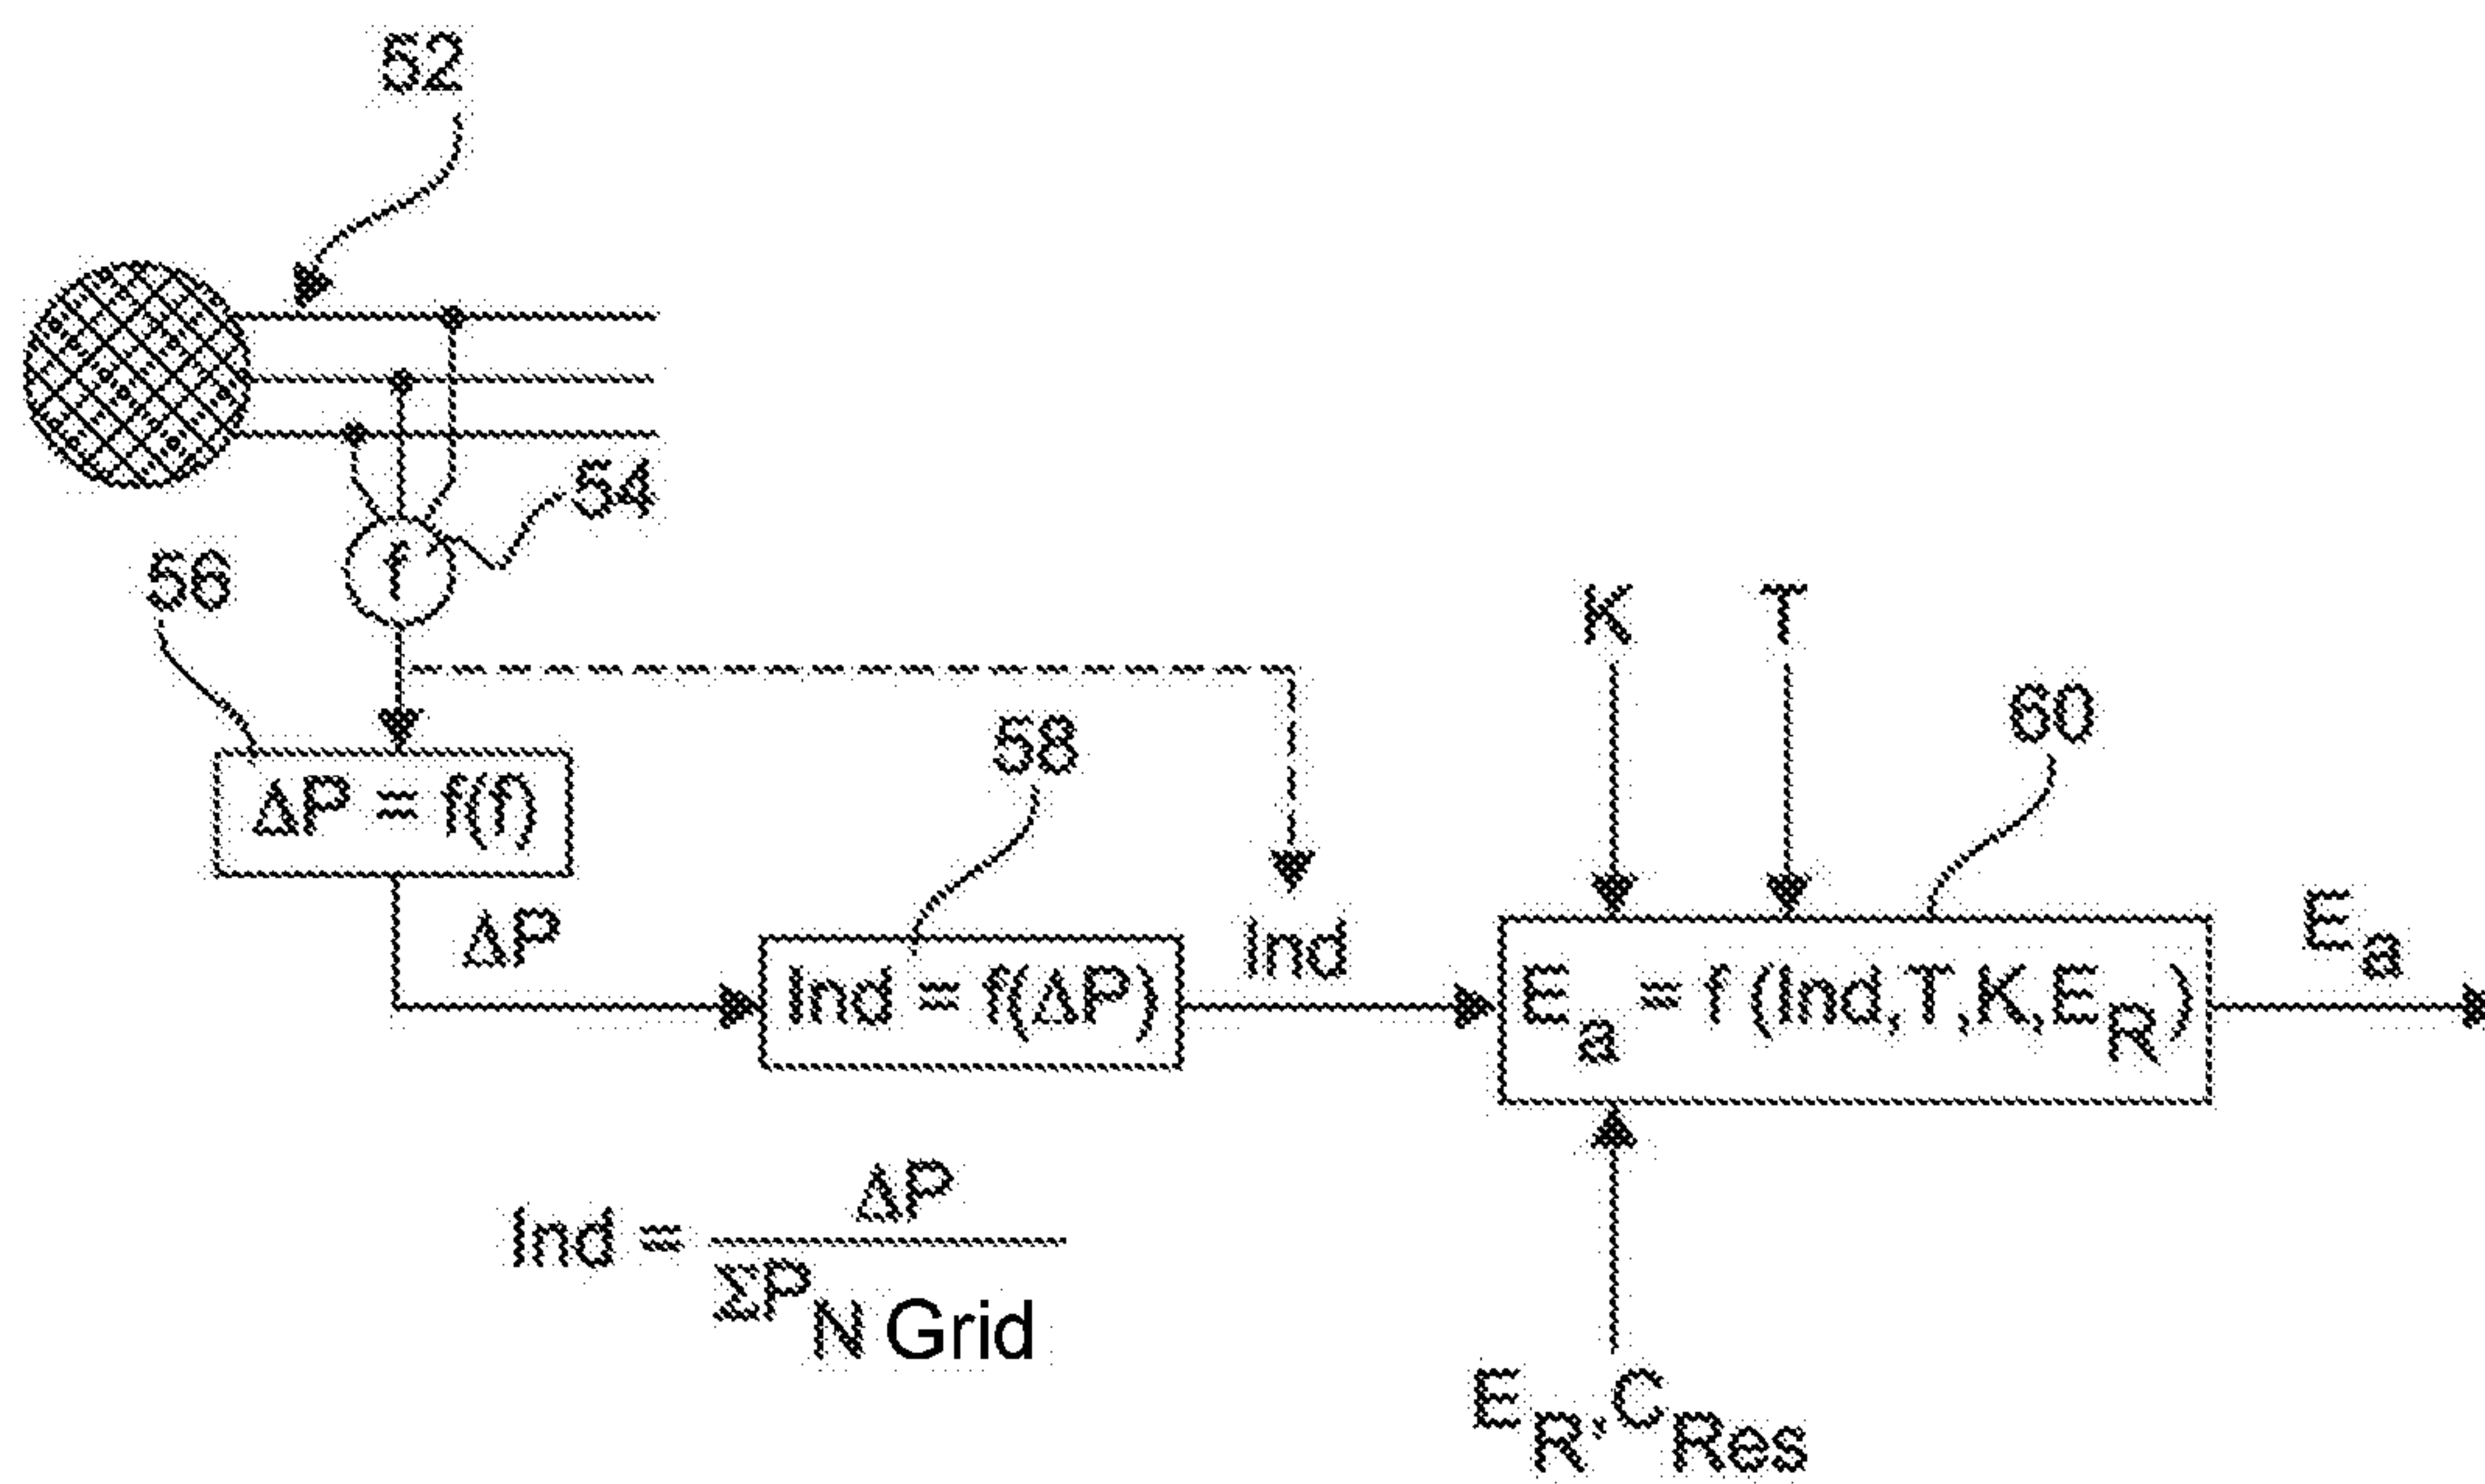 52
54
56
f
K T
60
58
ΔP = f(f)
ΔP
Ind = f(ΔP)
Ind
E_a = f (Ind,T,K,E_R)
E_a
Ind = ΔP / ΣP_N Grid
E_R,C_Res